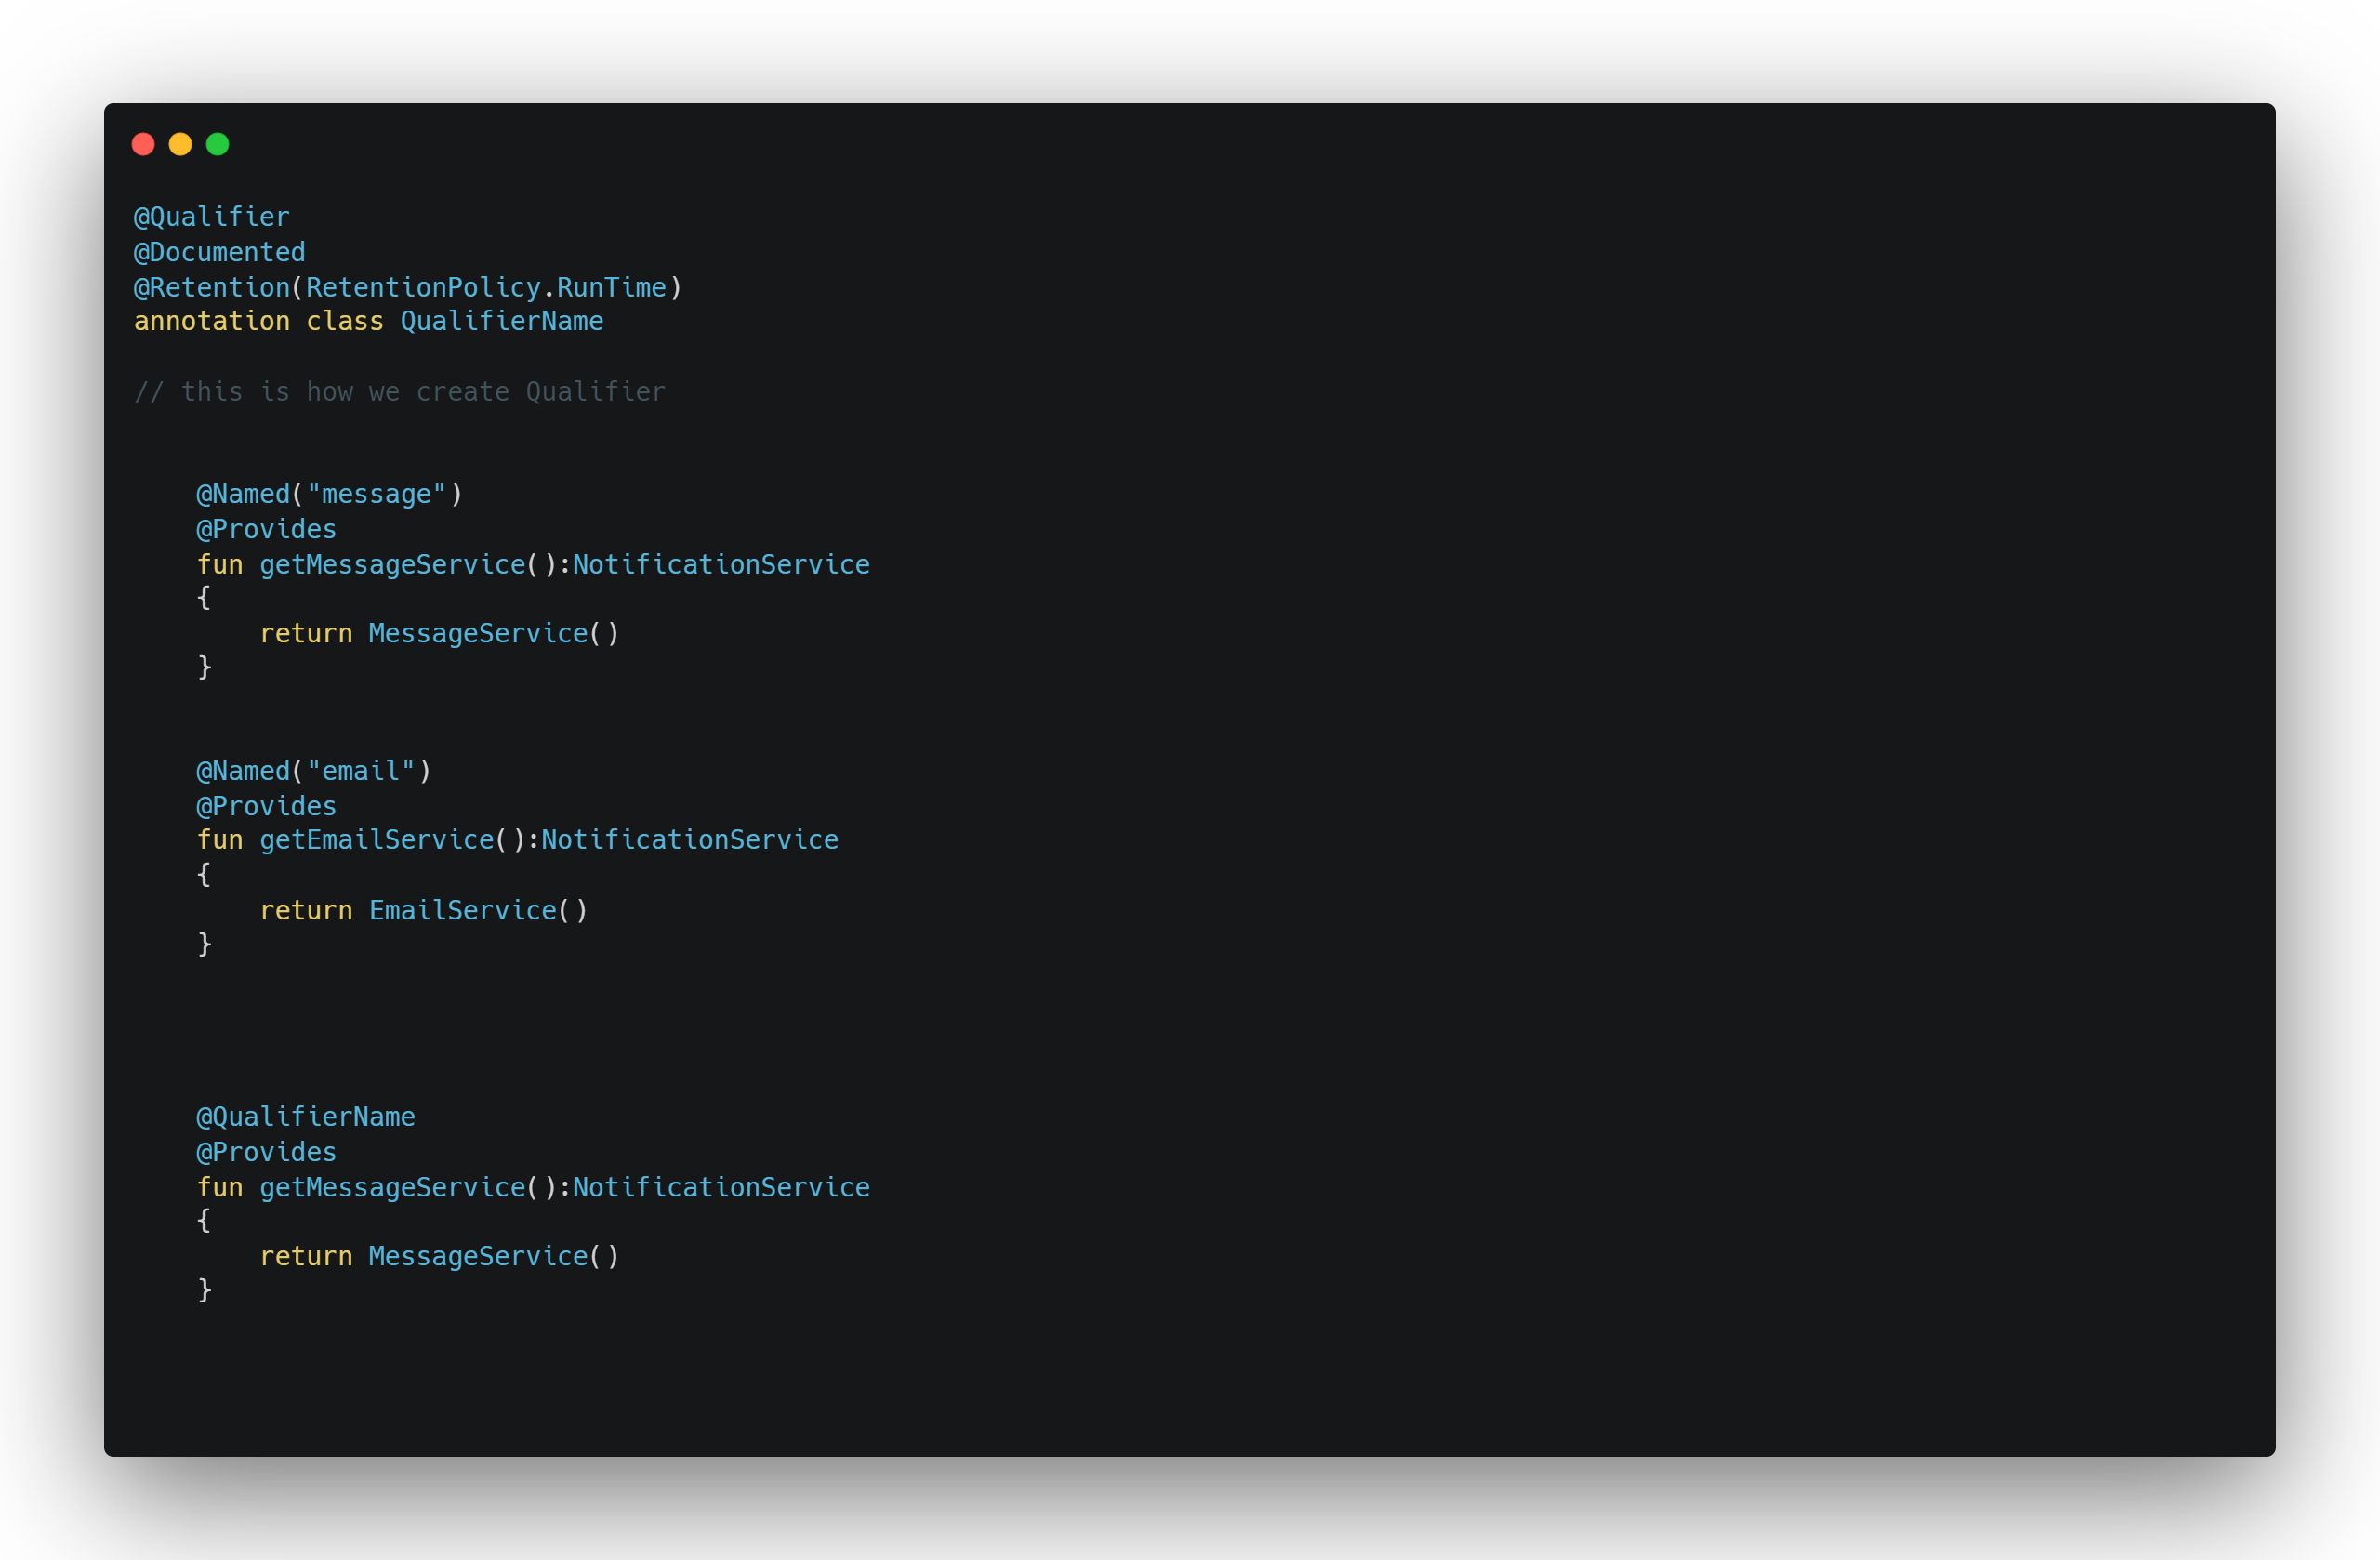 @Qualifier
@Documented
@Retention(RetentionPolicy.RunTime)
annotation class QualifierName
// this is how we create Qualifier
@Named("message")
@Provides
fun getMessageService():NotificationService
{
return MessageService()
}
@Named("email")
@Provides
fun getEmailService():NotificationService
{
return EmailService()
}
@QualifierName
@Provides
fun getMessageService():NotificationService
{
return MessageService()
}